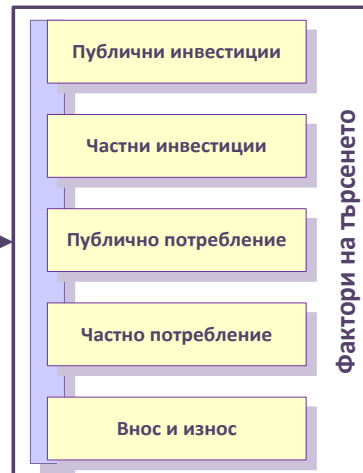 Публични инвестиции
Частни инвестиции
Публично потребление
Частно потребление
Внос и износ
Фактори на търсенето